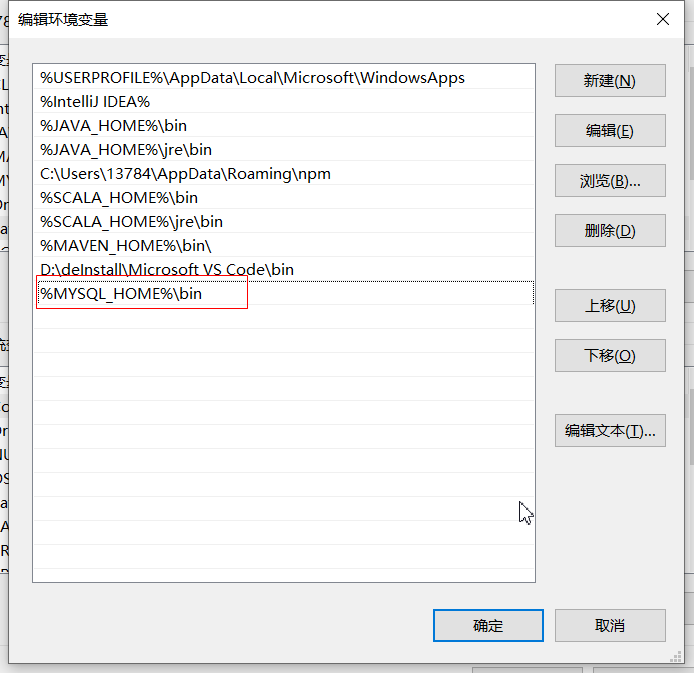 编辑环境变量
%USERPROFILE%\AppData\Local\Microsoft\WindowsApps
%IntelliJ IDEA%
%JAVA_HOME%\bin
%JAVA_HOME%\jre\bin
C:\Users\13784\AppData\Roaming\npm
%SCALA_HOME%\bin
%SCALA_HOME%\jre\bin
%MAVEN_HOME%\bin\
D:\deInstall\Microsoft VS Code\bin
%MYSQL_HOME%\bin
新建(N)
编辑(E)
浏览(B)...
删除(D)
上移(U)
下移(O)
编辑文本(T)...
确定
取消